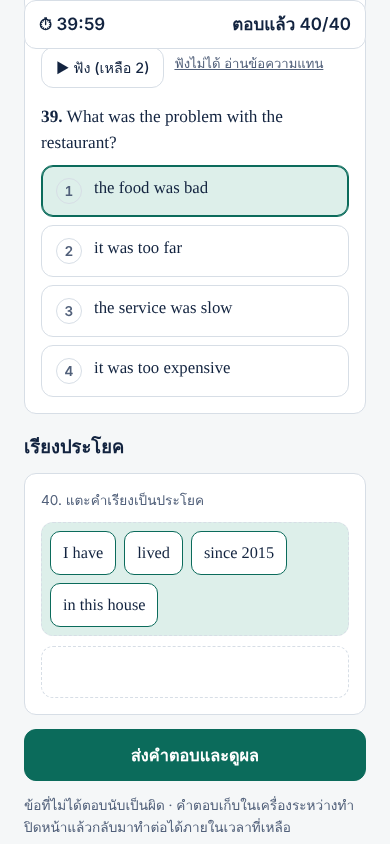 ⏱ 39:59
ตอบแล้ว 40/40
▶ ฟัง (เหลือ 2)
ฟังไม่ได้ อ่านข้อความแทน
39. What was the problem with the
restaurant?
1 the food was bad
2 it was too far
3 the service was slow
4 it was too expensive
เรียงประโยค
40. แตะคำเรียงเป็นประโยค
I have lived since 2015
in this house
ส่งคำตอบและดูผล
ข้อที่ไม่ได้ตอบนับเป็นผิด · คำตอบเก็บในเครื่องระหว่างทำ
ปิดหน้าแล้วกลับมาทำต่อได้ภายในเวลาที่เหลือ